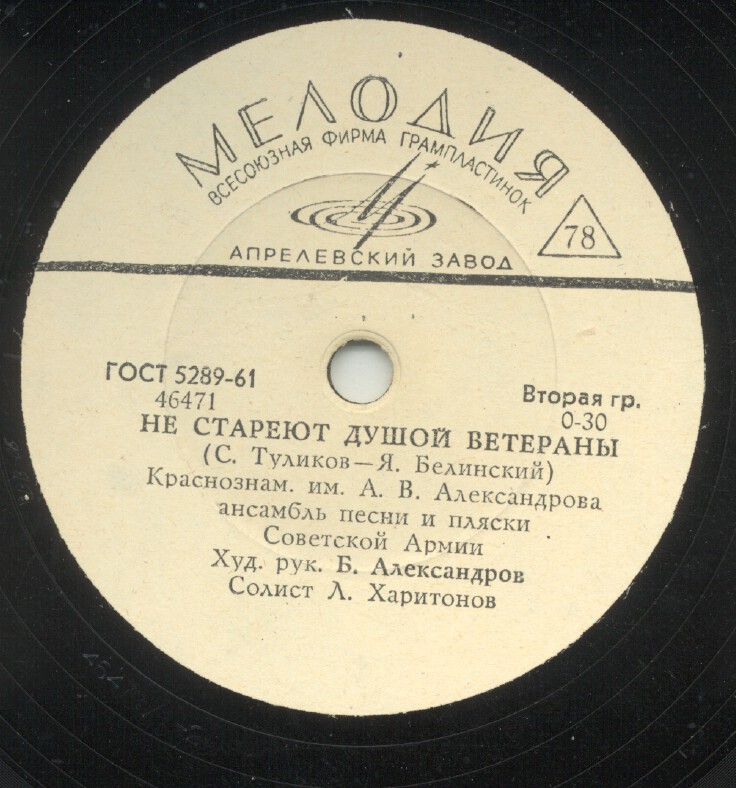 МЕЛОДИЯ
ВСЕСОЮЗНАЯ ФИРМА ГРАМПЛАСТИНОК
78
АПРЕЛЕВСКИЙ ЗАВОД
ГОСТ 5289-61
46471
Вторая гр.
0-30
НЕ СТАРЕЮТ ДУШОЙ ВЕТЕРАНЫ
(С. Туликов—Я. Белинский)
Краснознам. им. А. В. Александрова
ансамбль песни и пляски
Советской Армии
Худ. рук. Б. Александров
Солист Л. Харитонов